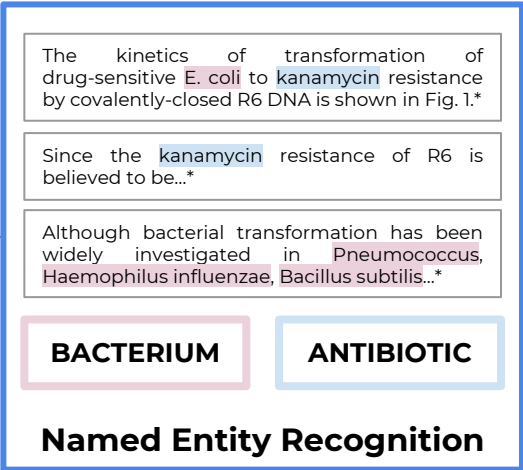 The kinetics of transformation of
drug-sensitive E. coli to kanamycin resistance
by covalently-closed R6 DNA is shown in Fig. 1.*
Since the kanamycin resistance of R6 is
believed to be...*
Although bacterial transformation has been
widely investigated in Pneumococcus,
Haemophilus influenzae, Bacillus subtilis...*
BACTERIUM
ANTIBIOTIC
Named Entity Recognition